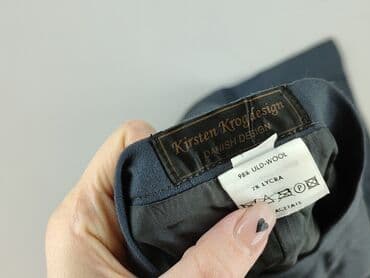 Kirsten Krogdesign
DANISH DESIGN
98% ULD-WOOL
2% LYCRA